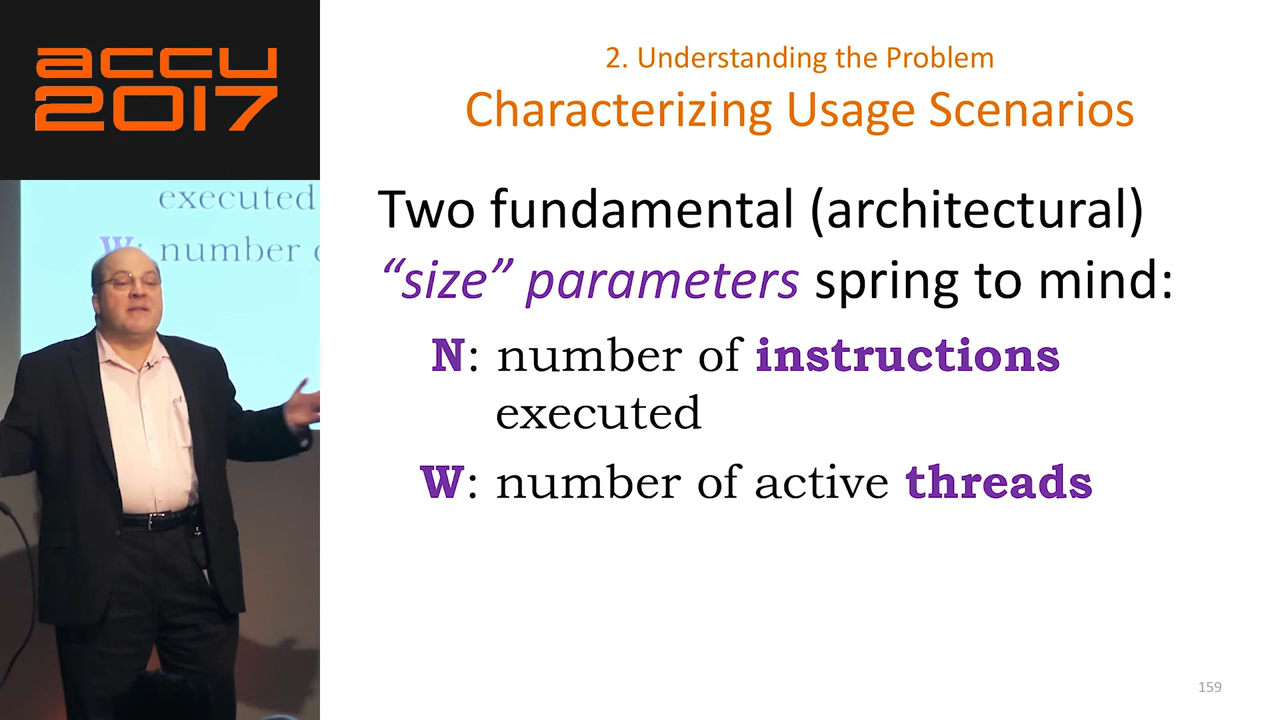 accu
2017
executed
W: number
2. Understanding the Problem
Characterizing Usage Scenarios
Two fundamental (architectural)
“size” parameters spring to mind:
N: number of instructions
executed
W: number of active threads
159